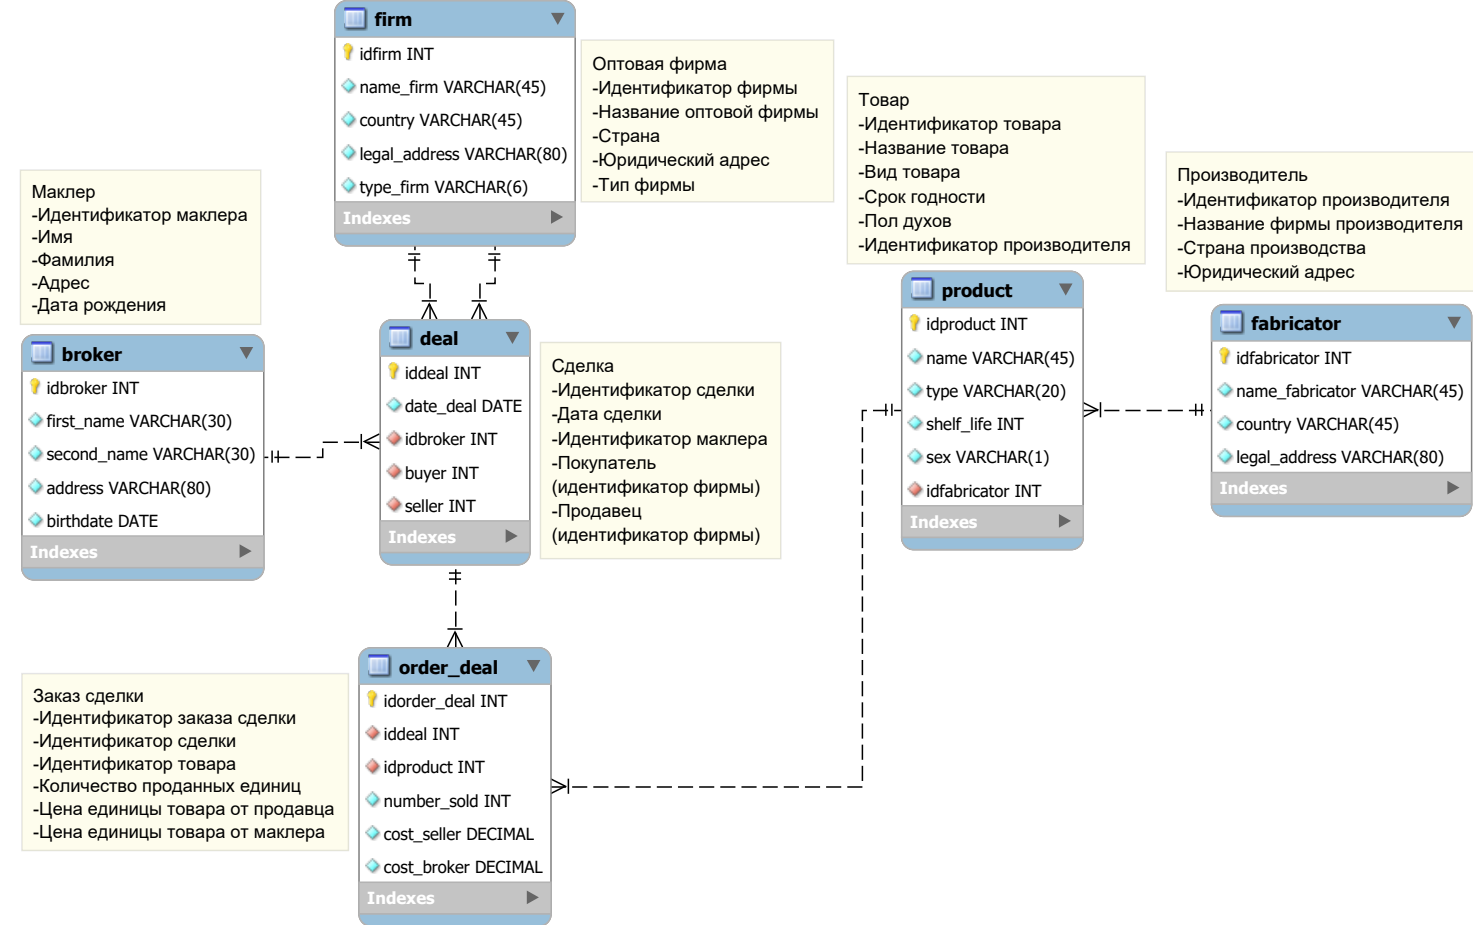 firm
idfirm INT
name_firm VARCHAR(45)
country VARCHAR(45)
legal_address VARCHAR(80)
type_firm VARCHAR(6)
Indexes
Оптовая фирма
-Идентификатор фирмы
-Название оптовой фирмы
-Страна
-Юридический адрес
-Тип фирмы
Товар
-Идентификатор товара
-Название товара
-Вид товара
-Срок годности
-Пол духов
-Идентификатор производителя
Производитель
-Идентификатор производителя
-Название фирмы производителя
-Страна производства
-Юридический адрес
Маклер
-Идентификатор маклера
-Имя
-Фамилия
-Адрес
-Дата рождения
broker
idbroker INT
first_name VARCHAR(30)
second_name VARCHAR(30)
address VARCHAR(80)
birthdate DATE
Indexes
deal
iddeal INT
date_deal DATE
idbroker INT
buyer INT
seller INT
Indexes
Сделка
-Идентификатор сделки
-Дата сделки
-Идентификатор маклера
-Покупатель
(идентификатор фирмы)
-Продавец
(идентификатор фирмы)
product
idproduct INT
name VARCHAR(45)
type VARCHAR(20)
shelf_life INT
sex VARCHAR(1)
idfabricator INT
Indexes
fabricator
idfabricator INT
name_fabricator VARCHAR(45)
country VARCHAR(45)
legal_address VARCHAR(80)
Indexes
Заказ сделки
-Идентификатор заказа сделки
-Идентификатор сделки
-Идентификатор товара
-Количество проданных единиц
-Цена единицы товара от продавца
-Цена единицы товара от маклера
order_deal
idorder_deal INT
iddeal INT
idproduct INT
number_sold INT
cost_seller DECIMAL
cost_broker DECIMAL
Indexes